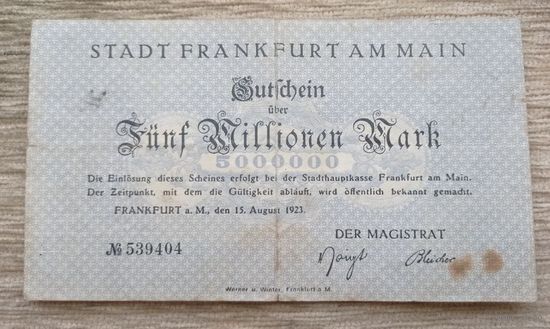 STADT FRANKFURT AM MAIN
Gutschein
über
Fünf Millionen Mark
5000000
Die Einlösung dieses Scheines erfolgt bei der Stadthauptkasse Frankfurt am Main.
Der Zeitpunkt, mit dem die Gültigkeit abläuft, wird öffentlich bekannt gemacht.
FRANKFURT a. M., den 15. August 1923.
DER MAGISTRAT
№ 539404
Voigt Blücher
Werner u. Winter, Frankfurt a. M.